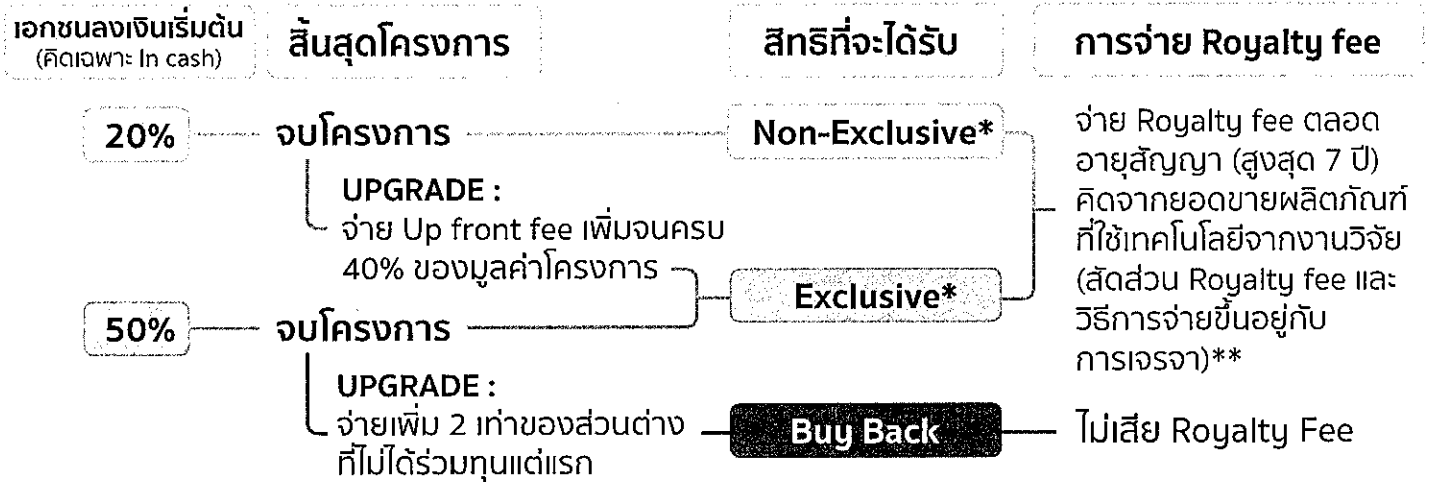 เอกชนลงเงินเริ่มต้น
(คิดเฉพาะ In cash)
สิ้นสุดโครงการ
สิทธิที่จะได้รับ
การจ่าย Royalty fee
20%
จบโครงการ
Non-Exclusive*
UPGRADE :
จ่าย Up front fee เพิ่มจนครบ
40% ของมูลค่าโครงการ
จ่าย Royalty fee ตลอด
อายุสัญญา (สูงสุด 7 ปี)
คิดจากยอดขายผลิตภัณฑ์
ที่ใช้เทคโนโลยีจากงานวิจัย
(สัดส่วน Royalty fee และ
วิธีการจ่ายขึ้นอยู่กับ
การเจรจา)**
Exclusive*
50%
จบโครงการ
UPGRADE :
จ่ายเพิ่ม 2 เท่าของส่วนต่าง
ที่ไม่ได้ร่วมทุนแต่แรก
Buy Back
ไม่เสีย Royalty Fee